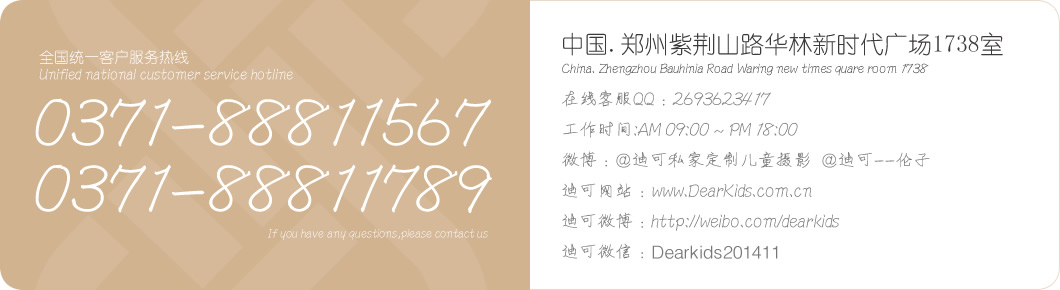 全国统一客户服务热线
Unified national customer service hotline
0371-88811567
0371-88811789
If you have any questions,please contact us
中国.郑州紫荆山路华林新时代广场1738室
China. Zhengzhou Bauhinia Road Waring new times quare room 1738
在线客服QQ：2693623417
工作时间:AM 09:00 ~ PM 18:00
微博：@迪可私家定制儿童摄影 @迪可--伦子
迪可网站：www.DearKids.com.cn
迪可微博：http://weibo.com/dearkids
迪可微信：Dearkids201411